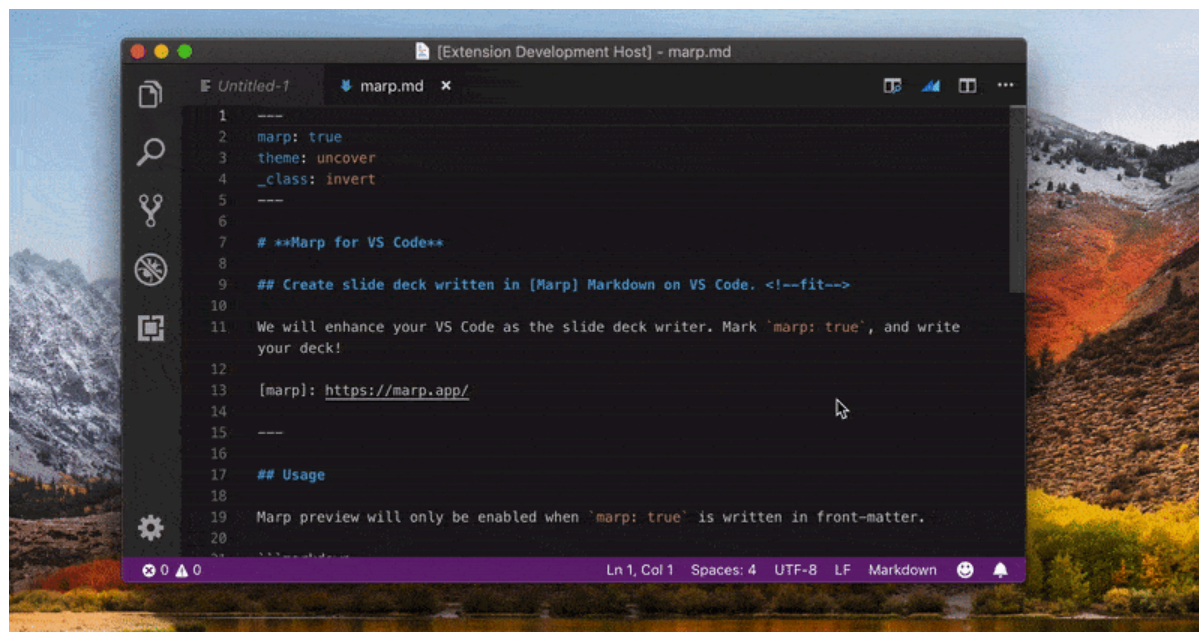 [Extension Development Host] - marp.md
Untitled-1 marp.md
1 ---
2 marp: true
3 theme: uncover
4 _class: invert
5 ---
6
7 # **Marp for VS Code**
8
9 ## Create slide deck written in [Marp] Markdown on VS Code. <!--fit-->
10
11 We will enhance your VS Code as the slide deck writer. Mark `marp: true`, and write
your deck!
12
13 [marp]: https://marp.app/
14
15 ---
16
17 ## Usage
18
19 Marp preview will only be enabled when `marp: true` is written in front-matter.
20
21 ```markdown
0 0 Ln 1, Col 1 Spaces: 4 UTF-8 LF Markdown